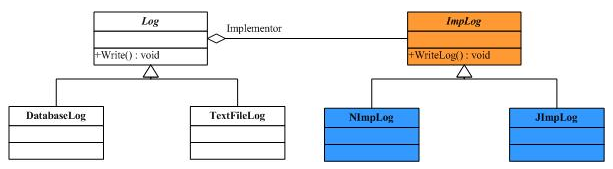 Log
Implementor
ImpLog
+Write() : void
+WriteLog() : void
DatabaseLog
TextFileLog
NImpLog
JImpLog